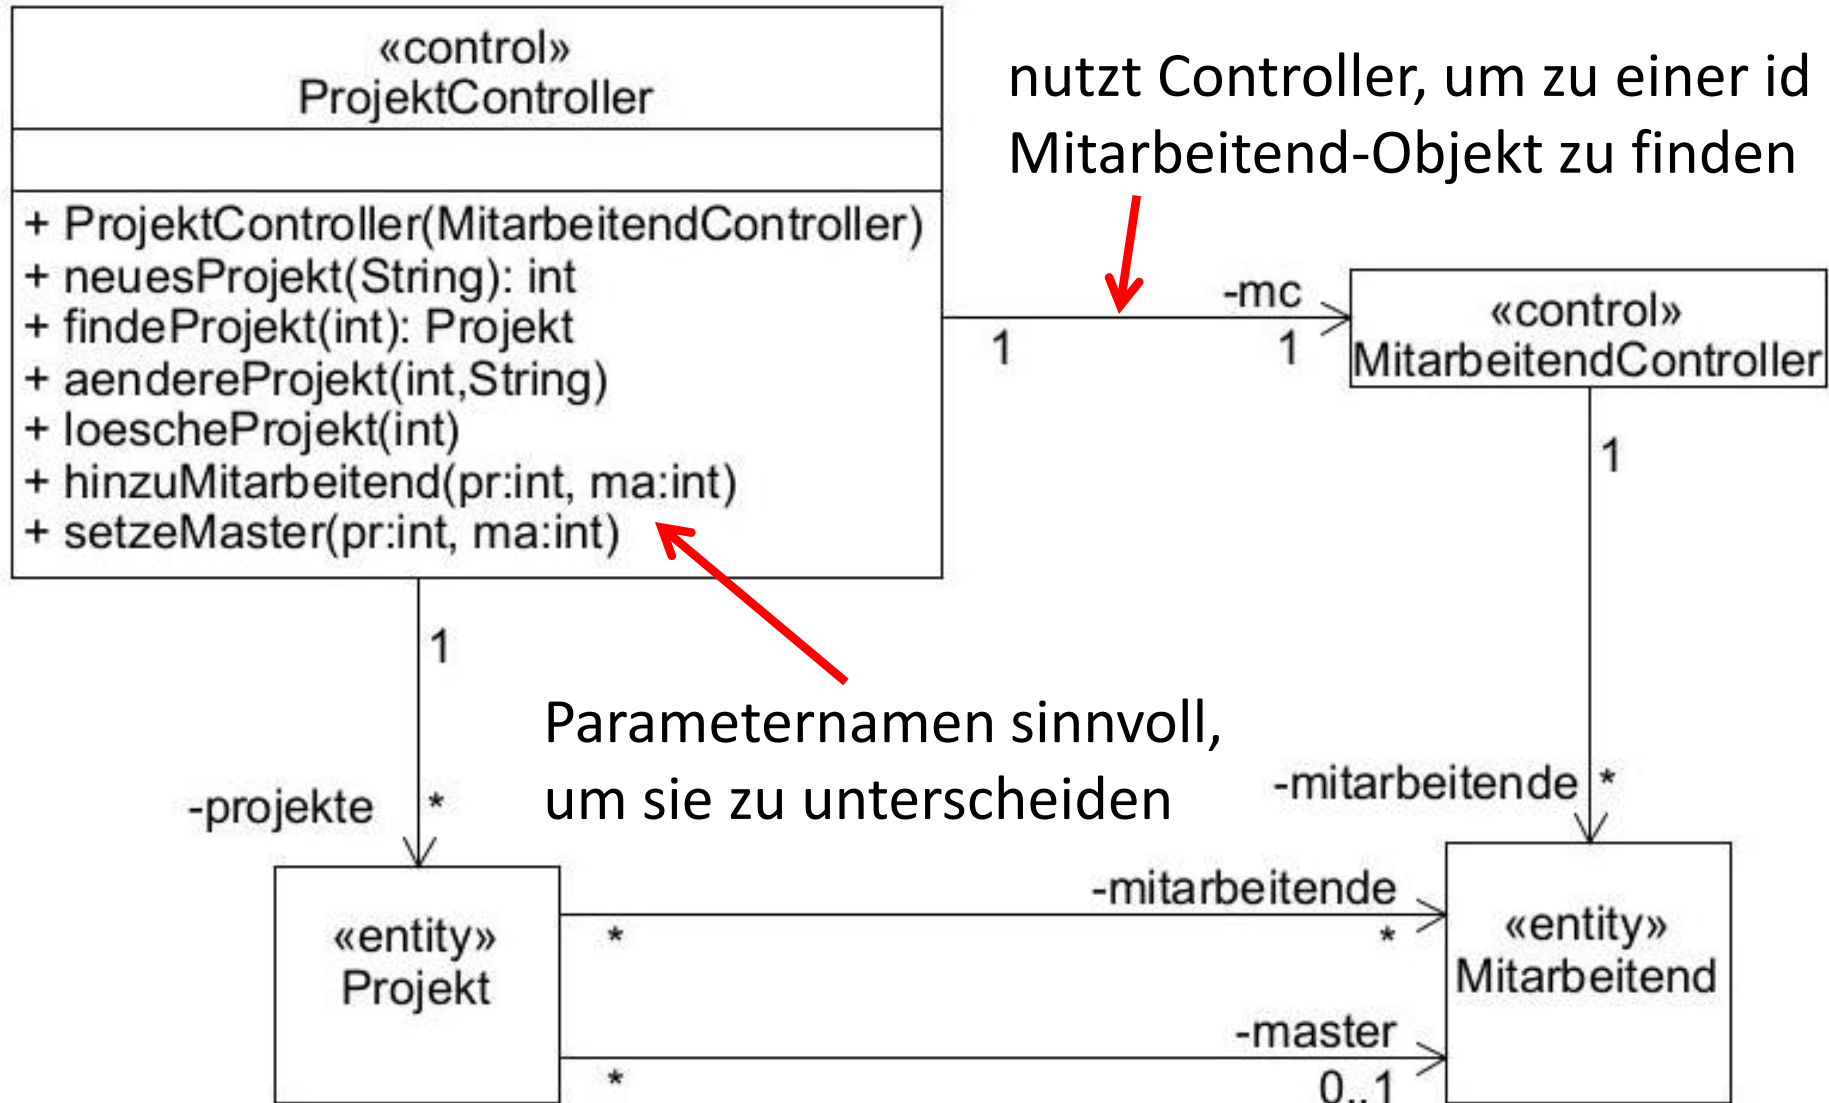 «control»
ProjektController
+ ProjektController(MitarbeitendController)
+ neuesProjekt(String): int
+ findeProjekt(int): Projekt
+ aendereProjekt(int,String)
+ loescheProjekt(int)
+ hinzuMitarbeitend(pr:int, ma:int)
+ setzeMaster(pr:int, ma:int)
nutzt Controller, um zu einer id
Mitarbeitend-Objekt zu finden
-mc
1
1
«control»
MitarbeitendController
1
1
Parameternamen sinnvoll,
um sie zu unterscheiden
-projekte
*
-mitarbeitende
*
«entity»
Projekt
-mitarbeitende
*
*
-master
*
0..1
«entity»
Mitarbeitend